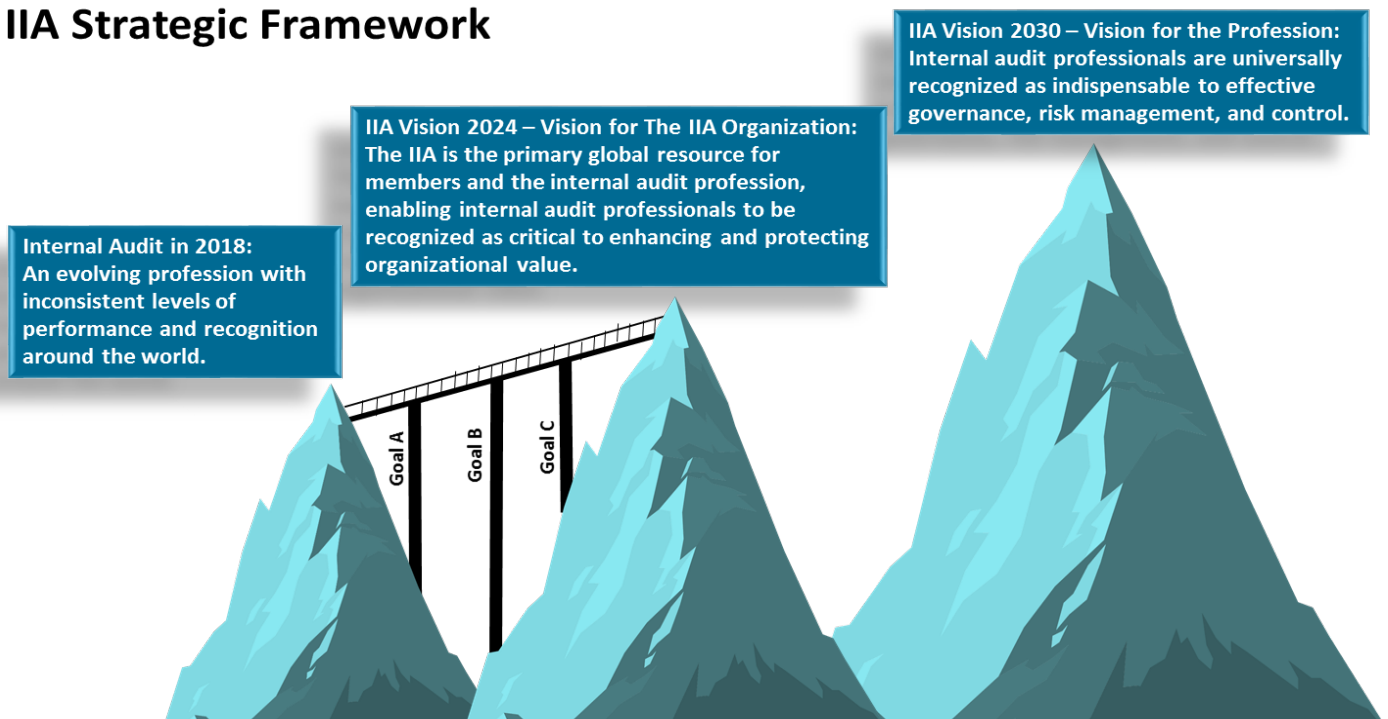 IIA Strategic Framework
IIA Vision 2030 – Vision for the Profession:
Internal audit professionals are universally
recognized as indispensable to effective
governance, risk management, and control.
IIA Vision 2024 – Vision for The IIA Organization:
The IIA is the primary global resource for
members and the internal audit profession,
enabling internal audit professionals to be
recognized as critical to enhancing and protecting
organizational value.
Internal Audit in 2018:
An evolving profession with
inconsistent levels of
performance and recognition
around the world.
Goal A
Goal B
Goal C